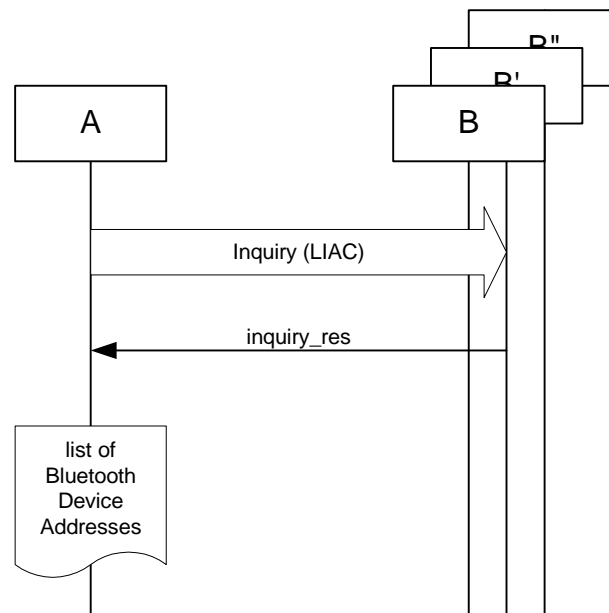 B"
B'
A
B
Inquiry (LIAC)
inquiry_res
list of
Bluetooth
Device
Addresses